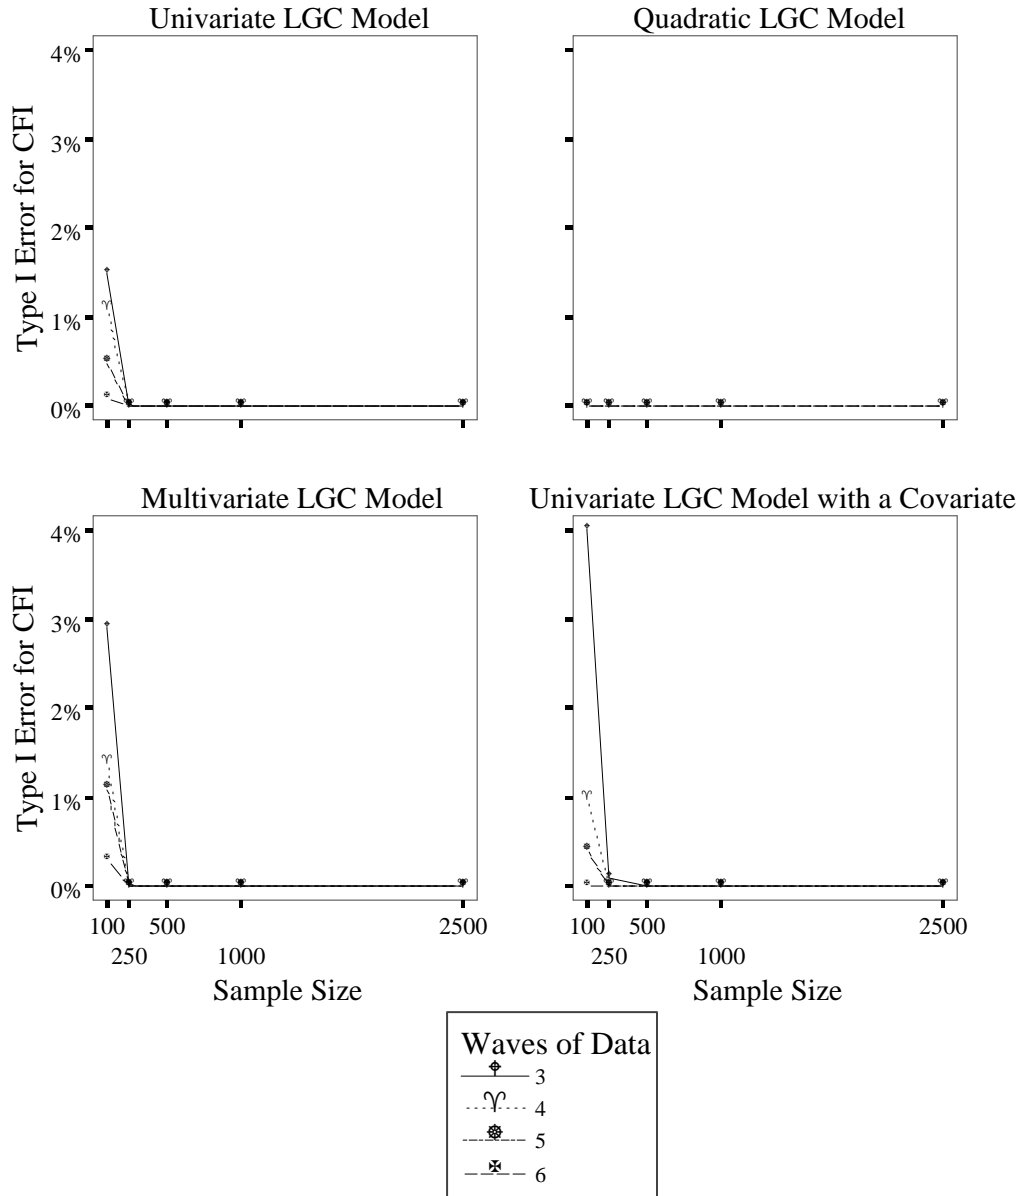 Univariate LGC Model
Quadratic LGC Model
Type I Error for CFI
4%
3%
2%
1%
0%
Multivariate LGC Model
Univariate LGC Model with a Covariate
Type I Error for CFI
4%
3%
2%
1%
0%
100
250
500
1000
2500
100
250
500
1000
2500
Sample Size
Sample Size
Waves of Data
3
4
5
6